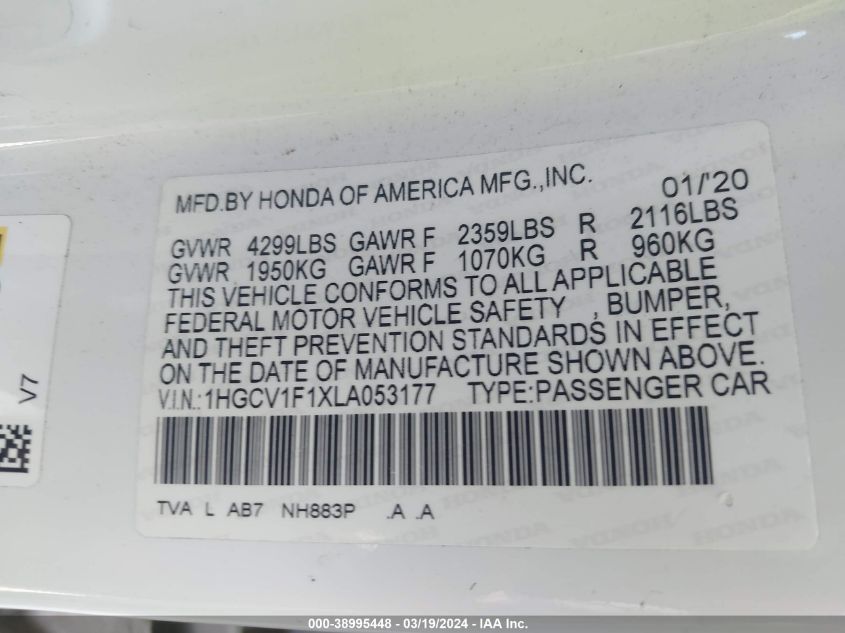 MFD.BY HONDA OF AMERICA MFG.,INC. 01/'20
GVWR 4299LBS GAWR F 2359LBS R 2116LBS
GVWR 1950KG GAWR F 1070KG R 960KG
THIS VEHICLE CONFORMS TO ALL APPLICABLE
FEDERAL MOTOR VEHICLE SAFETY , BUMPER,
AND THEFT PREVENTION STANDARDS IN EFFECT
ON THE DATE OF MANUFACTURE SHOWN ABOVE.
V.I.N.:1HGCV1F1XLA053177 TYPE:PASSENGER CAR
TVA L AB7 NH883P .A .A
V7
000-38995448 - 03/19/2024 - IAA Inc.